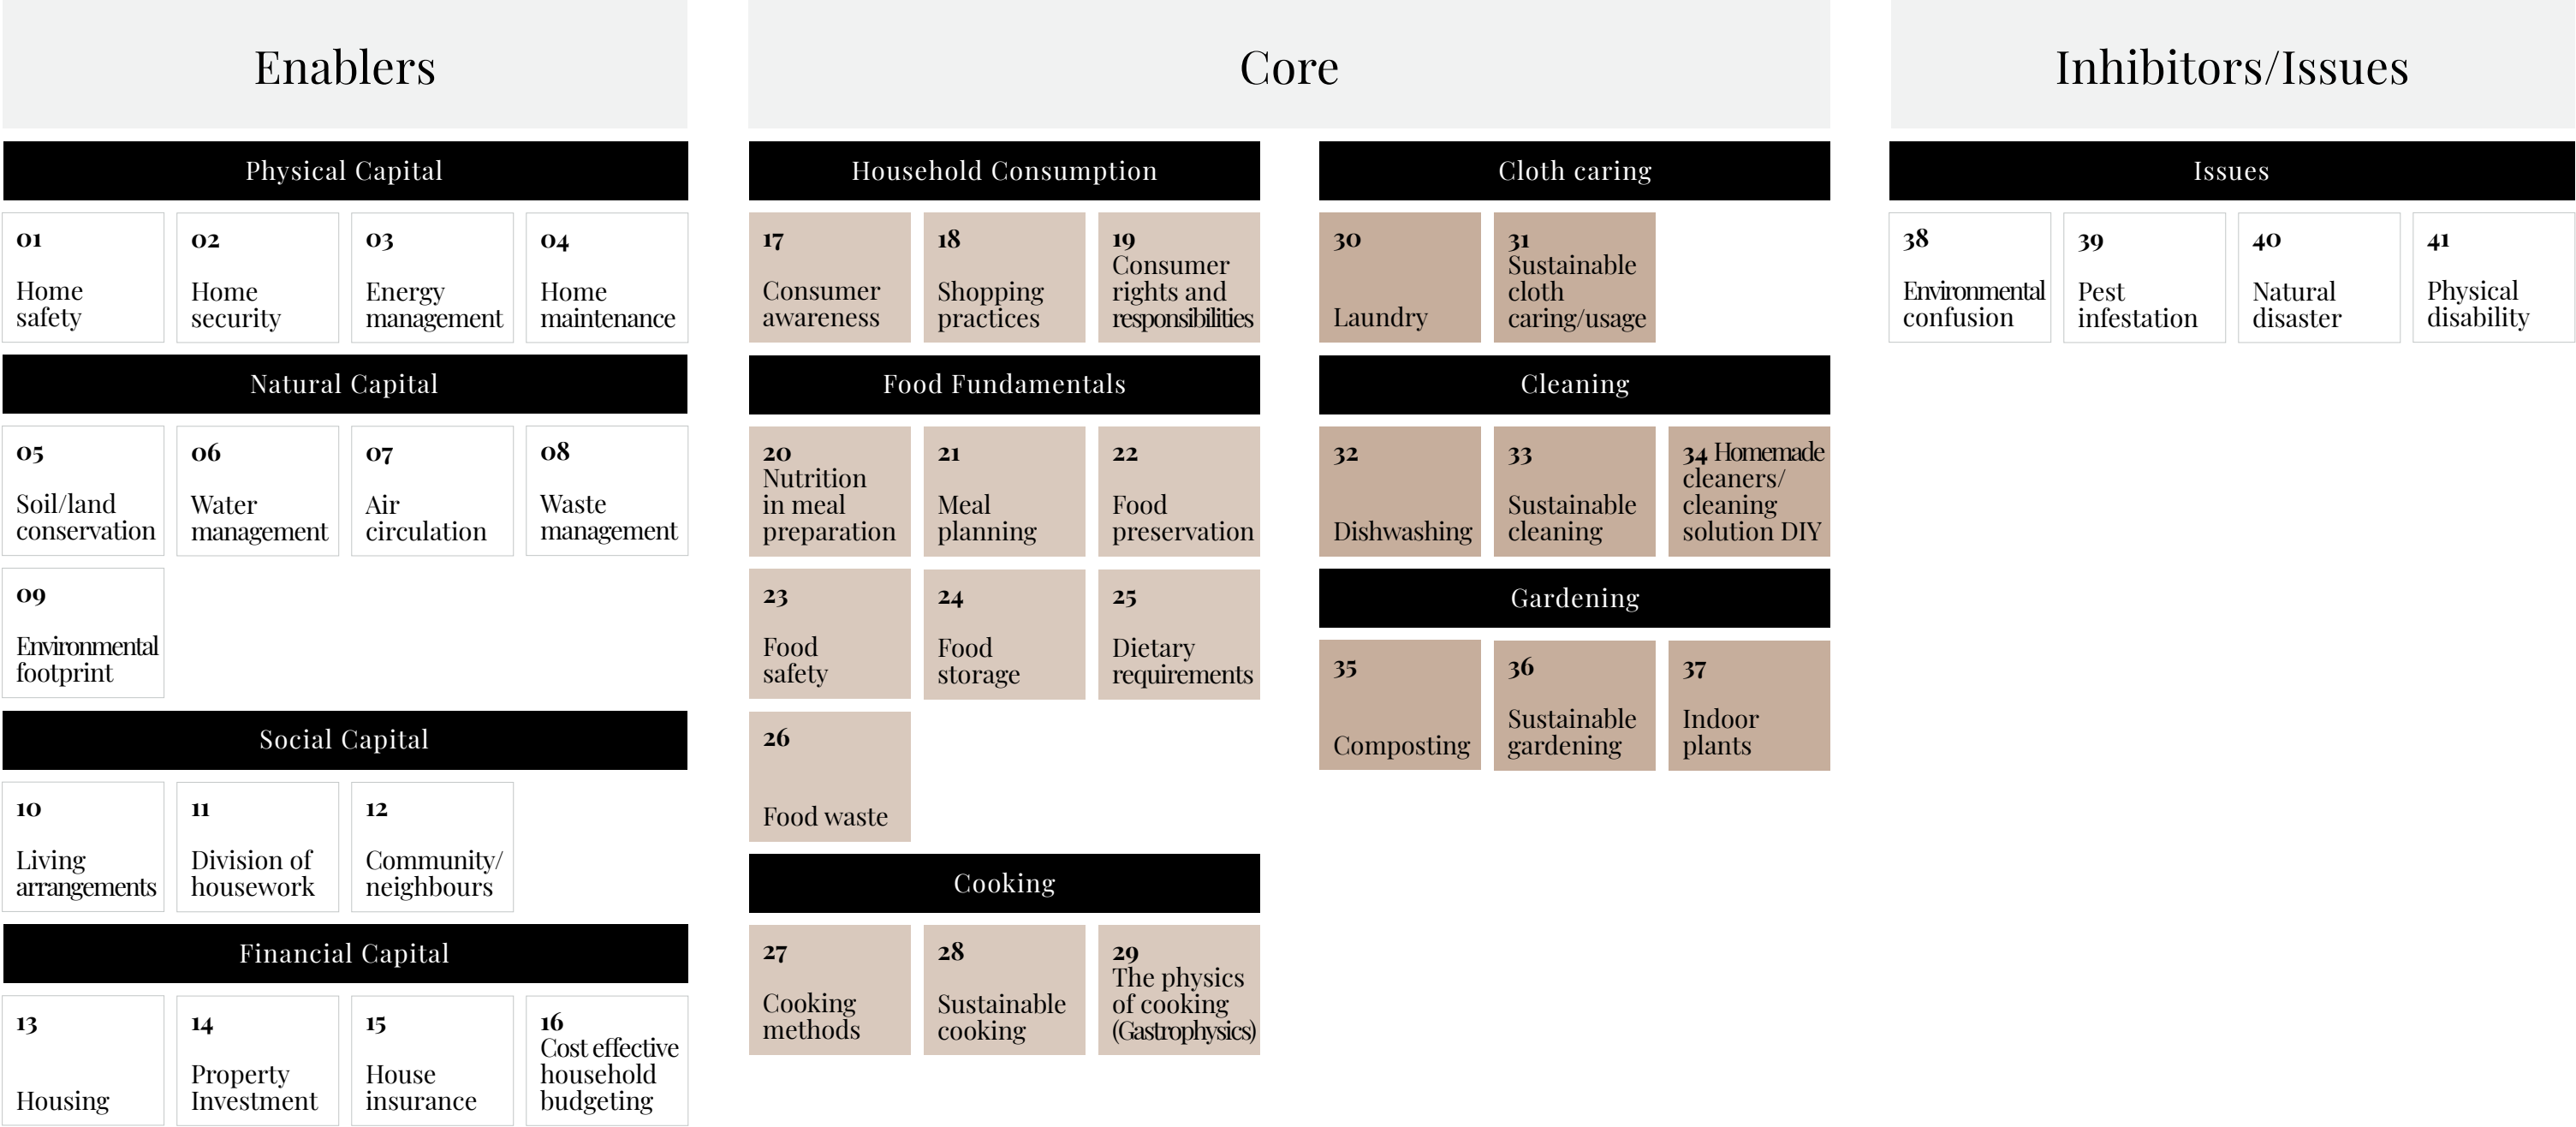 Enablers
Physical Capital
01
Home
safety
02
Home
security
03
Energy
management
04
Home
maintenance
Natural Capital
05
Soil/land
conservation
06
Water
management
07
Air
circulation
08
Waste
management
09
Environmental
footprint
Social Capital
10
Living
arrangements
11
Division of
housework
12
Community/
neighbours
Financial Capital
13
Housing
14
Property
Investment
15
House
insurance
16
Cost effective
household
budgeting
Core
Household Consumption
17
Consumer
awareness
18
Shopping
practices
19
Consumer
rights and
responsibilities
Food Fundamentals
20
Nutrition
in meal
preparation
21
Meal
planning
22
Food
preservation
23
Food
safety
24
Food
storage
25
Dietary
requirements
26
Food waste
Cooking
27
Cooking
methods
28
Sustainable
cooking
29
The physics
of cooking
(Gastrophysics)
Cloth caring
30
Laundry
31
Sustainable
cloth
caring/usage
Cleaning
32
Dishwashing
33
Sustainable
cleaning
34 Homemade
cleaners/
cleaning
solution DIY
Gardening
35
Composting
36
Sustainable
gardening
37
Indoor
plants
Inhibitors/Issues
Issues
38
Environmental
confusion
39
Pest
infestation
40
Natural
disaster
41
Physical
disability